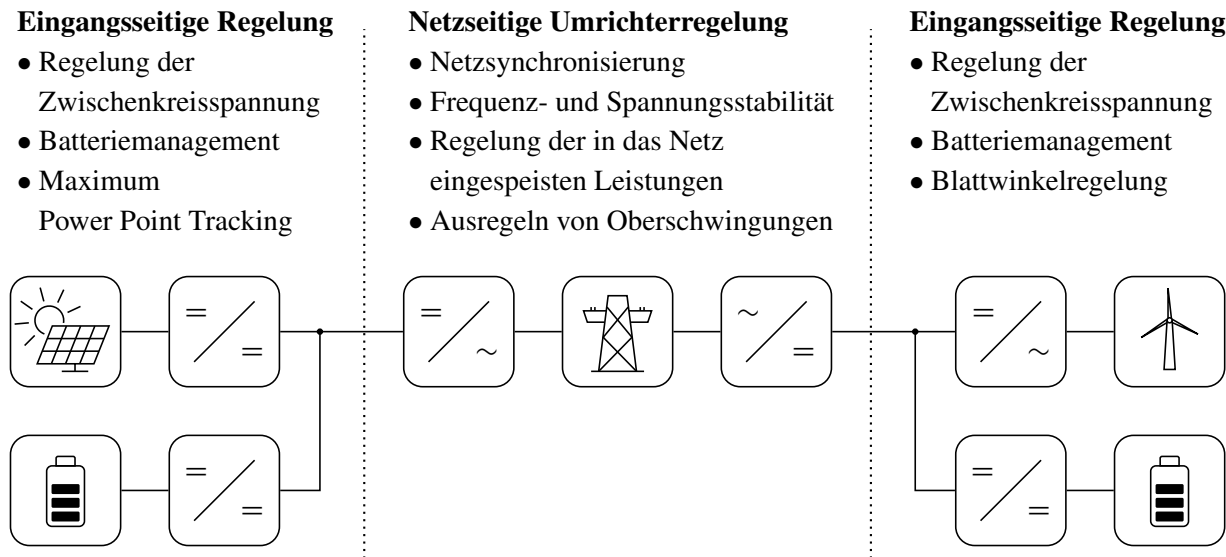 Eingangsseitige Regelung
• Regelung der
Zwischenkreisspannung
• Batteriemanagement
• Maximum
Power Point Tracking
Netzseitige Umrichterregelung
• Netzsynchronisierung
• Frequenz- und Spannungsstabilität
• Regelung der in das Netz
eingespeisten Leistungen
• Ausregeln von Oberschwingungen
Eingangsseitige Regelung
• Regelung der
Zwischenkreisspannung
• Batteriemanagement
• Blattwinkelregelung